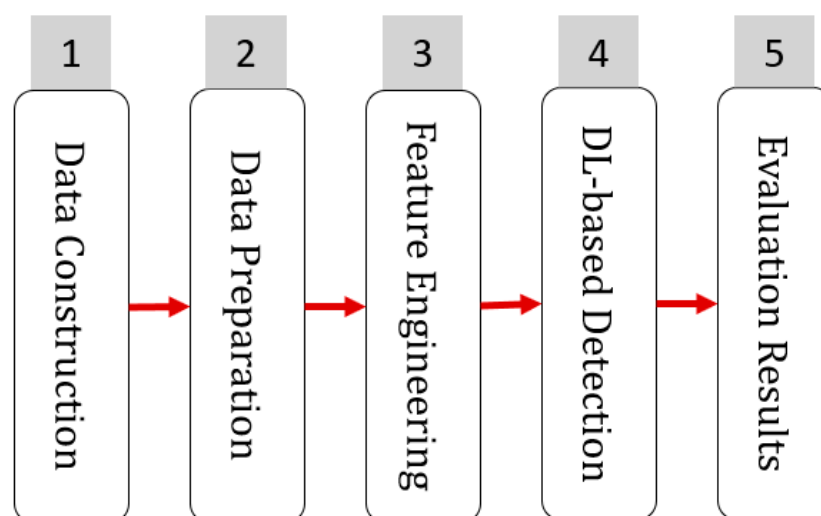 1
Data Construction
2
Data Preparation
3
Feature Engineering
4
DL-based Detection
5
Evaluation Results